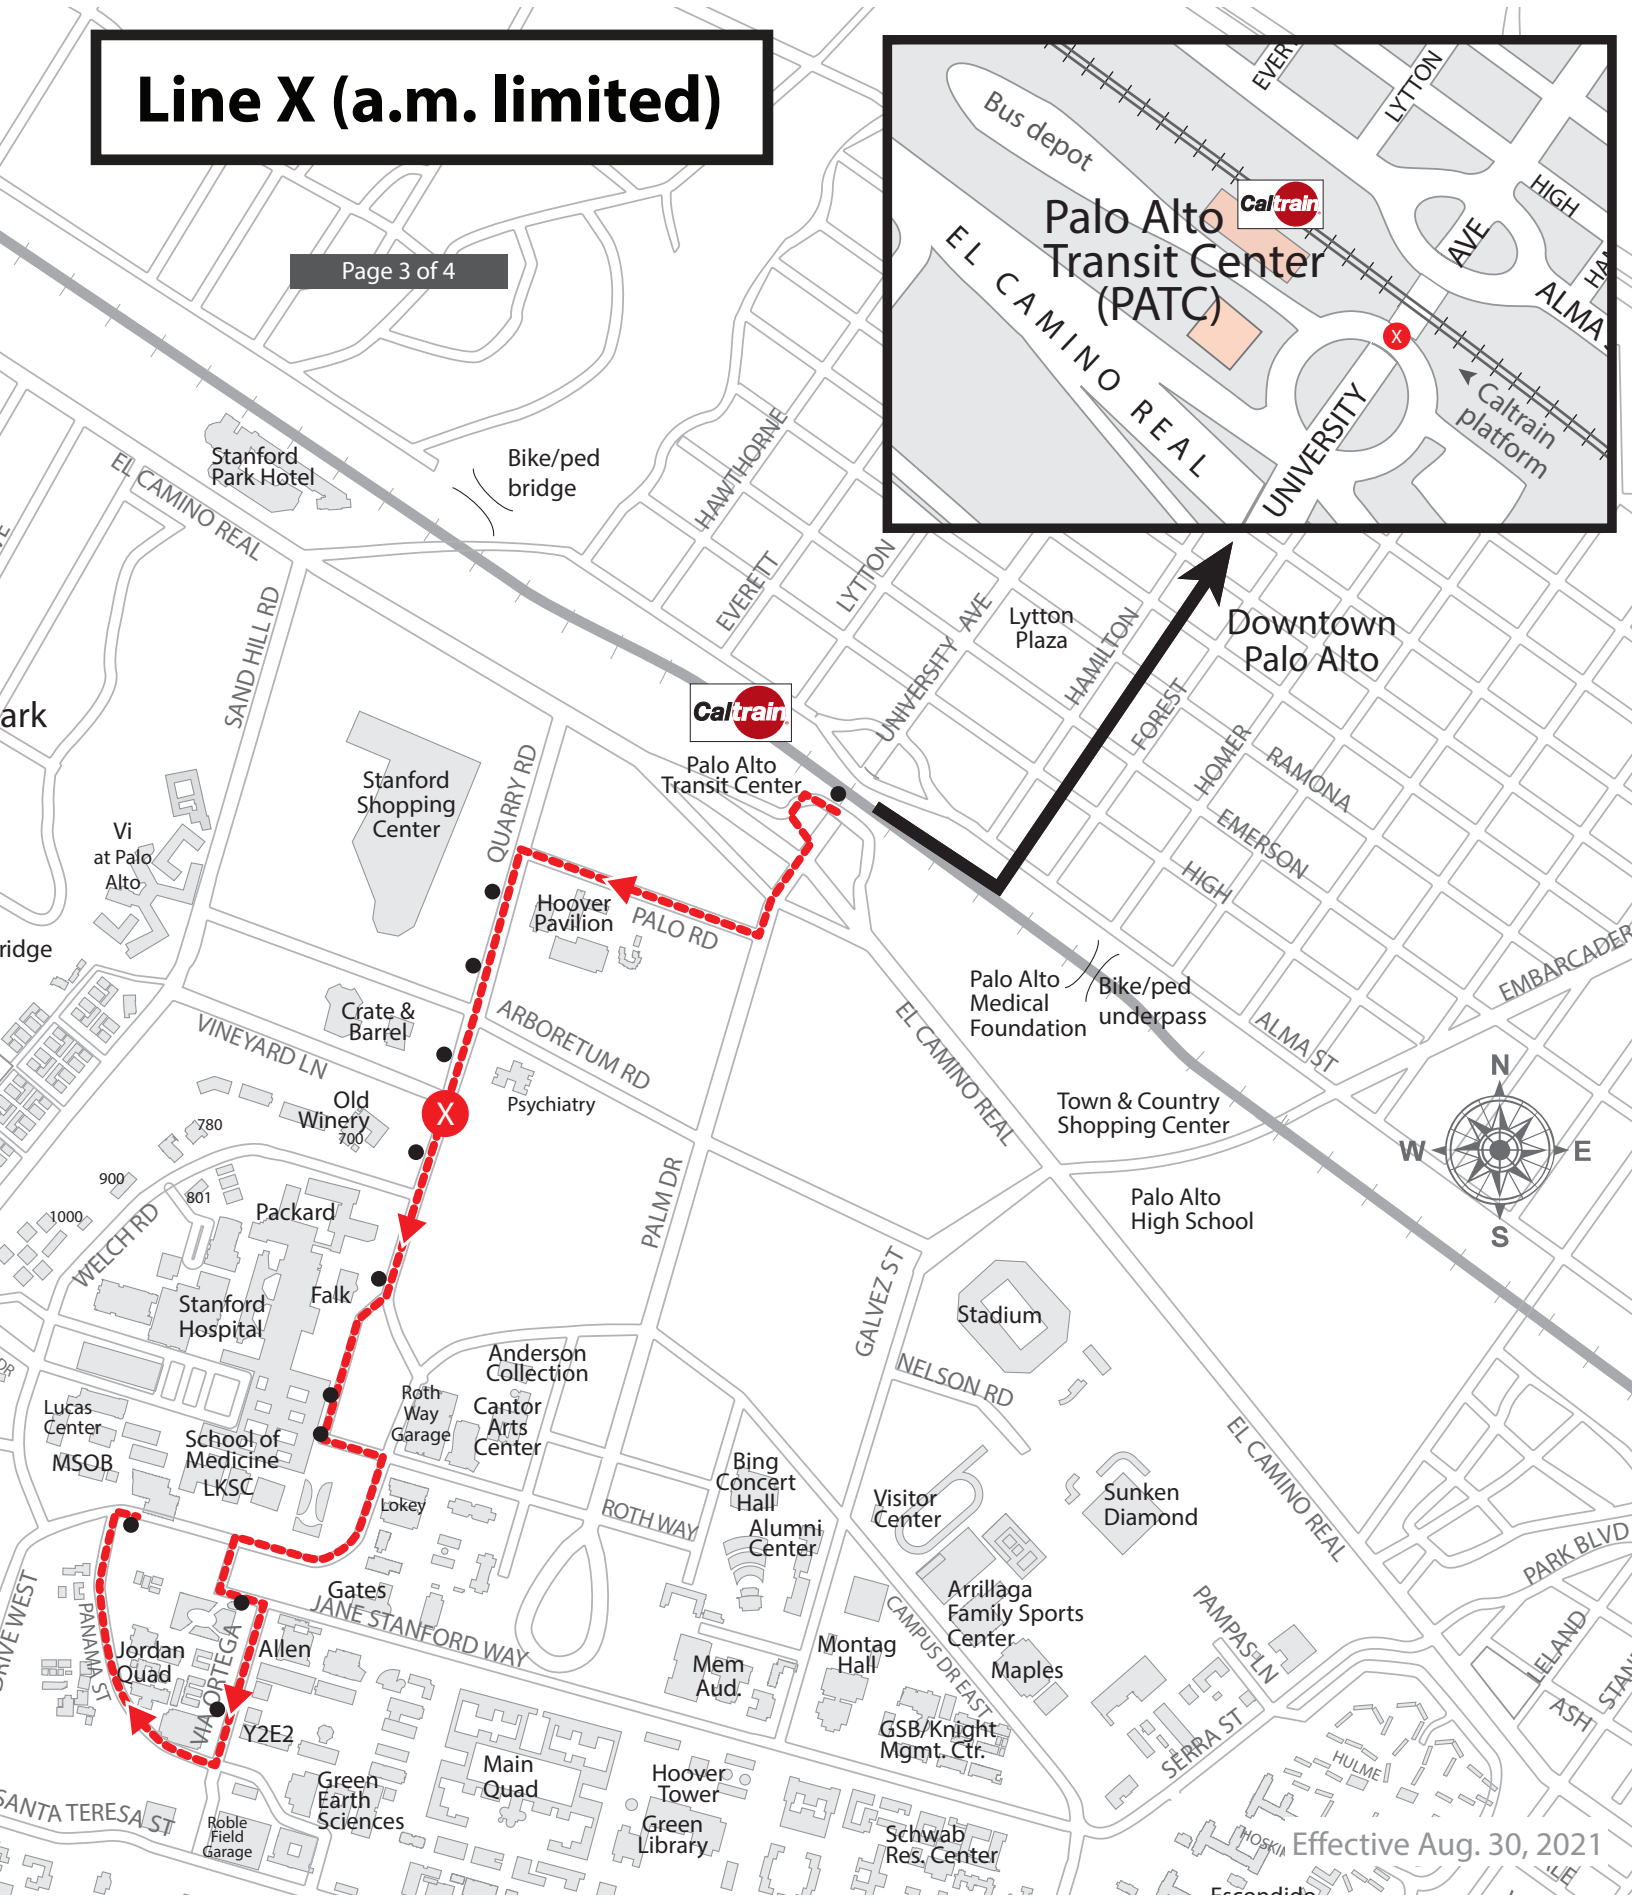 Line X (a.m. limited)
Page 3 of 4
Bus depot
Caltrain
Palo Alto
Transit Center
(PATC)
EL CAMINO REAL
UNIVERSITY
AVE
LYTTON
HIGH
ALMA
X
Caltrain
platform
Stanford
Park Hotel
EL CAMINO REAL
Bike/ped
bridge
HAWTHORNE
EVERETT
LYTTON
UNIVERSITY AVE
Lytton
Plaza
HAMILTON
FOREST
HOMER
RAMONA
EMERSON
HIGH
Downtown
Palo Alto
SAND HILL RD
Caltrain
Palo Alto
Transit Center
QUARRY RD
Stanford
Shopping
Center
Vi
at Palo
Alto
Hoover
Pavilion
PALO RD
Crate &
Barrel
ARBORETUM RD
VINEYARD LN
Old
Winery
700
780
X
Psychiatry
Palo Alto
Medical
Foundation
Bike/ped
underpass
EL CAMINO REAL
ALMA ST
Town & Country
Shopping Center
Palo Alto
High School
N
W
E
S
900
801
1000
WELCH RD
Packard
PALM DR
Falk
Stanford
Hospital
GALVEZ ST
Stadium
NELSON RD
Anderson
Collection
Roth
Way
Garage
Cantor
Arts
Center
Lucas
Center
School of
Medicine
MSOB
LKSC
Lokey
Bing
Concert
Hall
ROTH WAY
Alumni
Center
Visitor
Center
Sunken
Diamond
EL CAMINO REAL
PARK BLVD
Gates
JANE STANFORD WAY
Arrillaga
Family Sports
Center
CAMPUS DR EAST
PAMPAS LN
LELAND
ASH
PANAMA ST
Jordan
Quad
VIA ORTEGA
Allen
Y2E2
Mem
Aud.
Montag
Hall
Maples
GSB/Knight
Mgmt. Ctr.
SERRA ST
HULME
Main
Quad
Hoover
Tower
Green
Earth
Sciences
SANTA TERESA ST
Roble
Field
Garage
Green
Library
Schwab
Res. Center
Effective Aug. 30, 2021